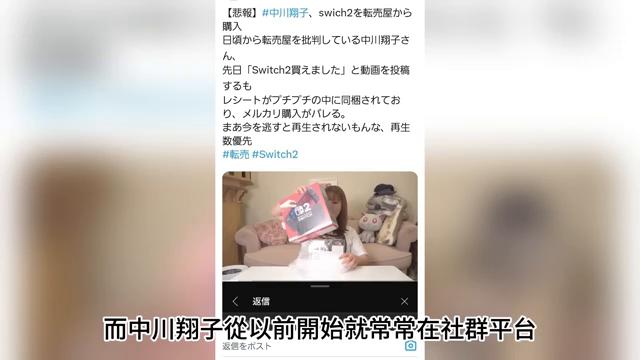 【悲報】#中川翔子、swich2を転売屋から
購入
日頃から転売屋を批判している中川翔子さ
ん、
先日「Switch2買えました」と動画を投稿
するも
レシートがプチプチの中に同梱されてお
り、メルカリ購入がバレる。
まあ今を逃すと再生されないもんな、再生
数優先
#転売 #Switch2
2
SWITCH
返信
而中川翔子從以前開始就常常在社群平台
返信をポスト